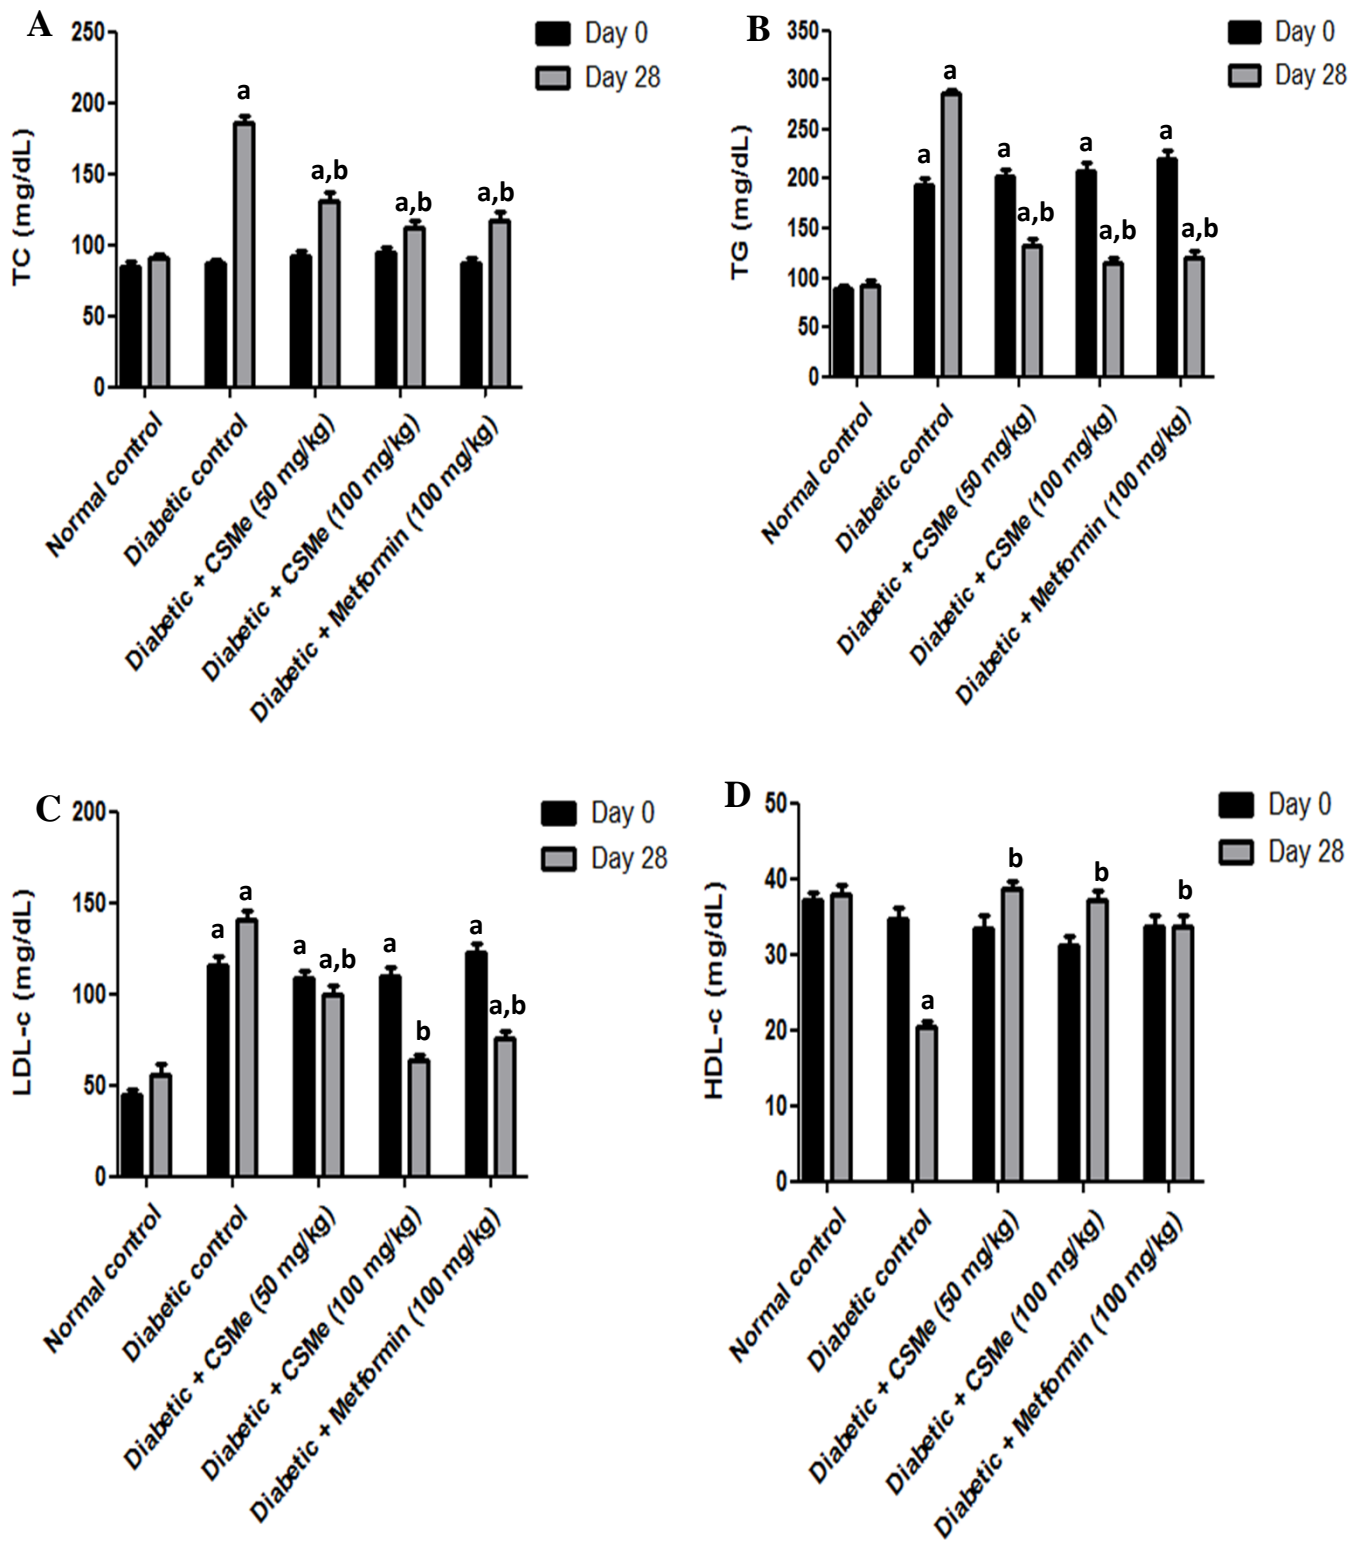 A
250
200
150
100
50
0
TC (mg/dL)
Day 0
Day 28
a
a,b
a,b
a,b
Normal control
Diabetic control
Diabetic + CSMe (50 mg/kg)
Diabetic + CSMe (100 mg/kg)
Diabetic + Metformin (100 mg/kg)
B
350
300
250
200
150
100
50
0
TG (mg/dL)
Day 0
Day 28
a
a
a
a,b
a
a,b
a
a,b
Normal control
Diabetic control
Diabetic + CSMe (50 mg/kg)
Diabetic + CSMe (100 mg/kg)
Diabetic + Metformin (100 mg/kg)
C
200
150
100
50
0
LDL-c (mg/dL)
Day 0
Day 28
a
a
a
a,b
a
b
a
a,b
Normal control
Diabetic control
Diabetic + CSMe (50 mg/kg)
Diabetic + CSMe (100 mg/kg)
Diabetic + Metformin (100 mg/kg)
D
50
40
30
20
10
0
HDL-c (mg/dL)
Day 0
Day 28
a
b
b
b
Normal control
Diabetic control
Diabetic + CSMe (50 mg/kg)
Diabetic + CSMe (100 mg/kg)
Diabetic + Metformin (100 mg/kg)